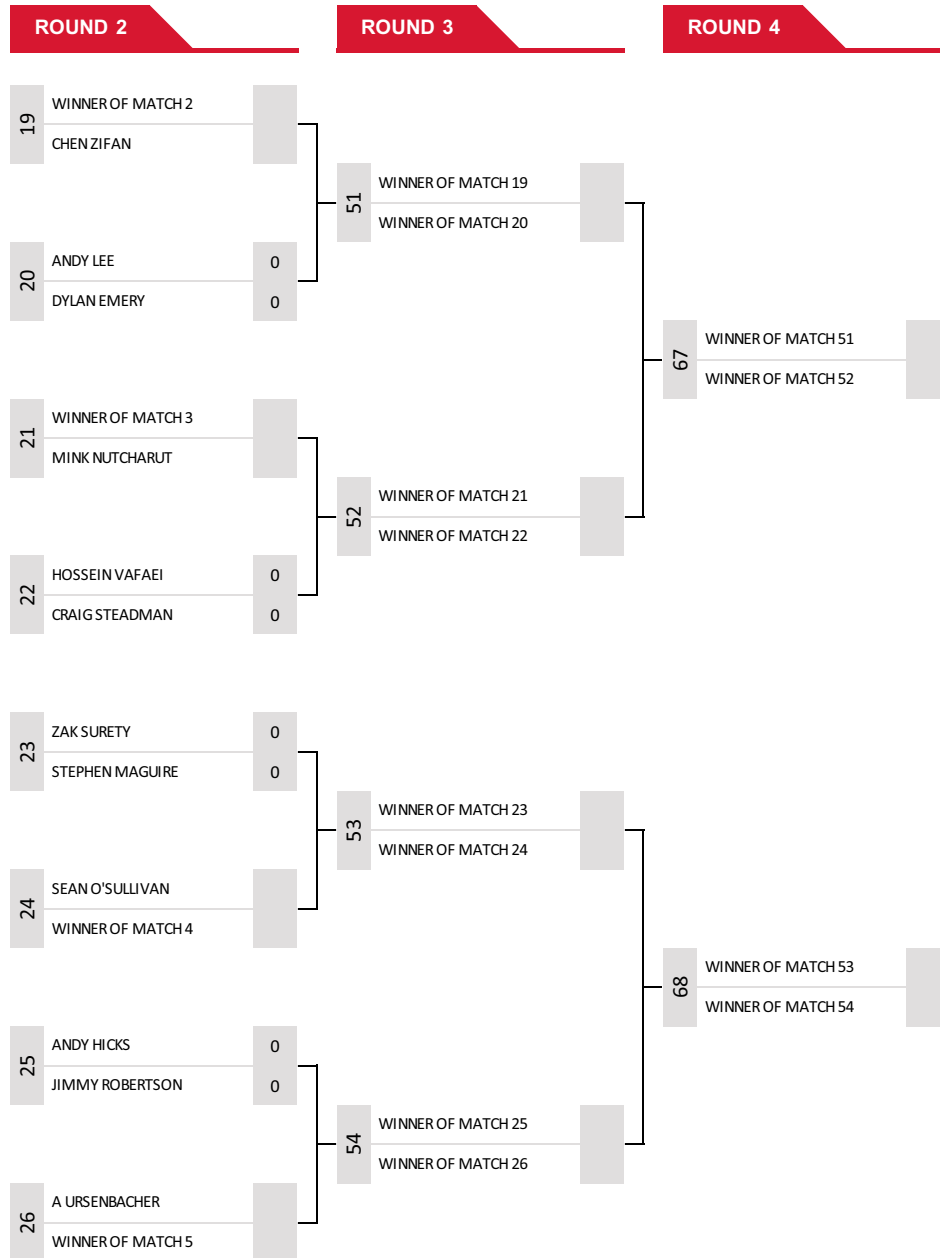 ROUND 2
ROUND 3
ROUND 4
19
WINNER OF MATCH 2
CHEN ZIFAN
51
WINNER OF MATCH 19
WINNER OF MATCH 20
20
ANDY LEE 0
DYLAN EMERY 0
67
WINNER OF MATCH 51
WINNER OF MATCH 52
21
WINNER OF MATCH 3
MINK NUTCHARUT
52
WINNER OF MATCH 21
WINNER OF MATCH 22
22
HOSSEIN VAFAEI 0
CRAIG STEADMAN 0
23
ZAK SURETY 0
STEPHEN MAGUIRE 0
53
WINNER OF MATCH 23
WINNER OF MATCH 24
24
SEAN O'SULLIVAN
WINNER OF MATCH 4
68
WINNER OF MATCH 53
WINNER OF MATCH 54
25
ANDY HICKS 0
JIMMY ROBERTSON 0
54
WINNER OF MATCH 25
WINNER OF MATCH 26
26
A URSENBACHER
WINNER OF MATCH 5